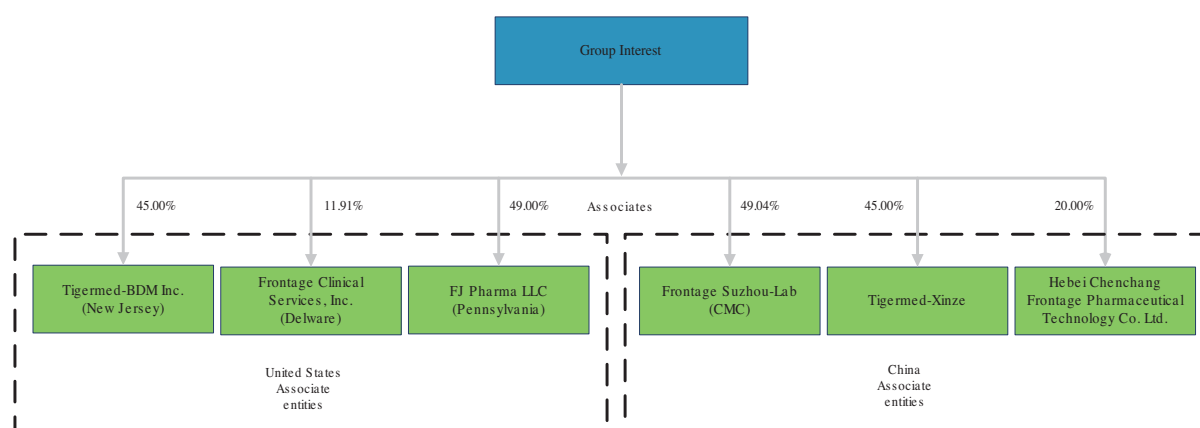 Group Interest
45.00%
11.91%
49.00%
Associates
49.04%
45.00%
20.00%
Tigermed-BDM Inc.
(New Jersey)
Frontage Clinical
Services, Inc.
(Delware)
FJ Pharma LLC
(Pennsylvania)
Frontage Suzhou-Lab
(CMC)
Tigermed-Xinze
Hebei Chenchang
Frontage Pharmaceutical
Technology Co. Ltd.
United States
Associate
entities
China
Associate
entities